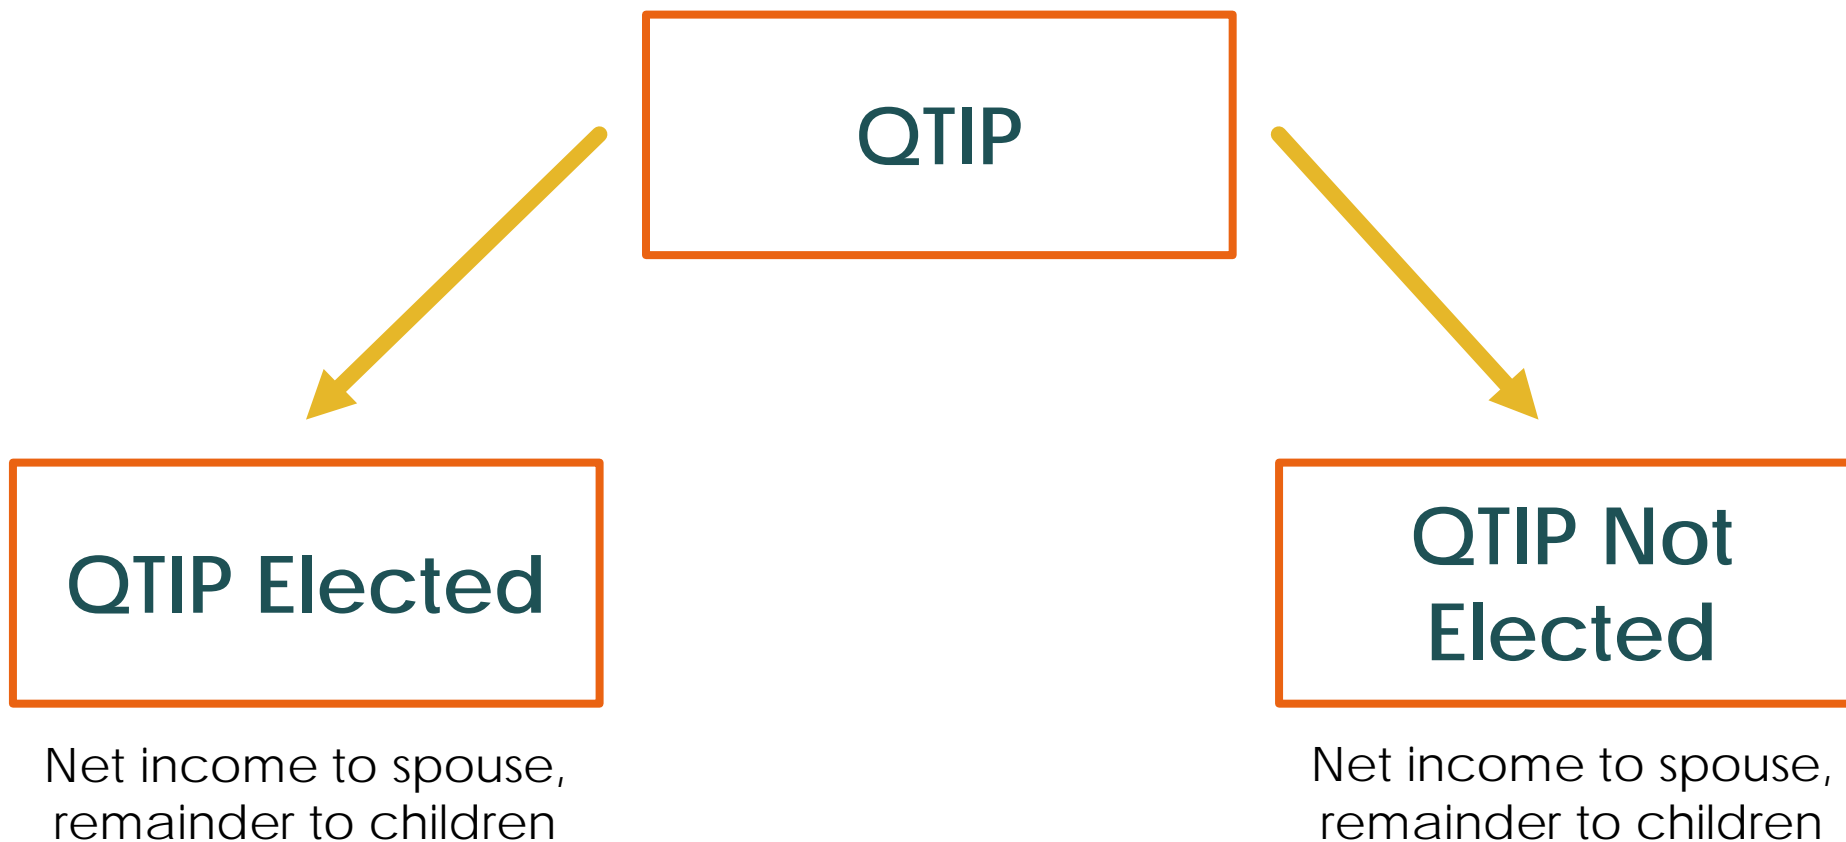 QTIP
QTIP Elected
QTIP Not
Elected
Net income to spouse,
remainder to children
Net income to spouse,
remainder to children